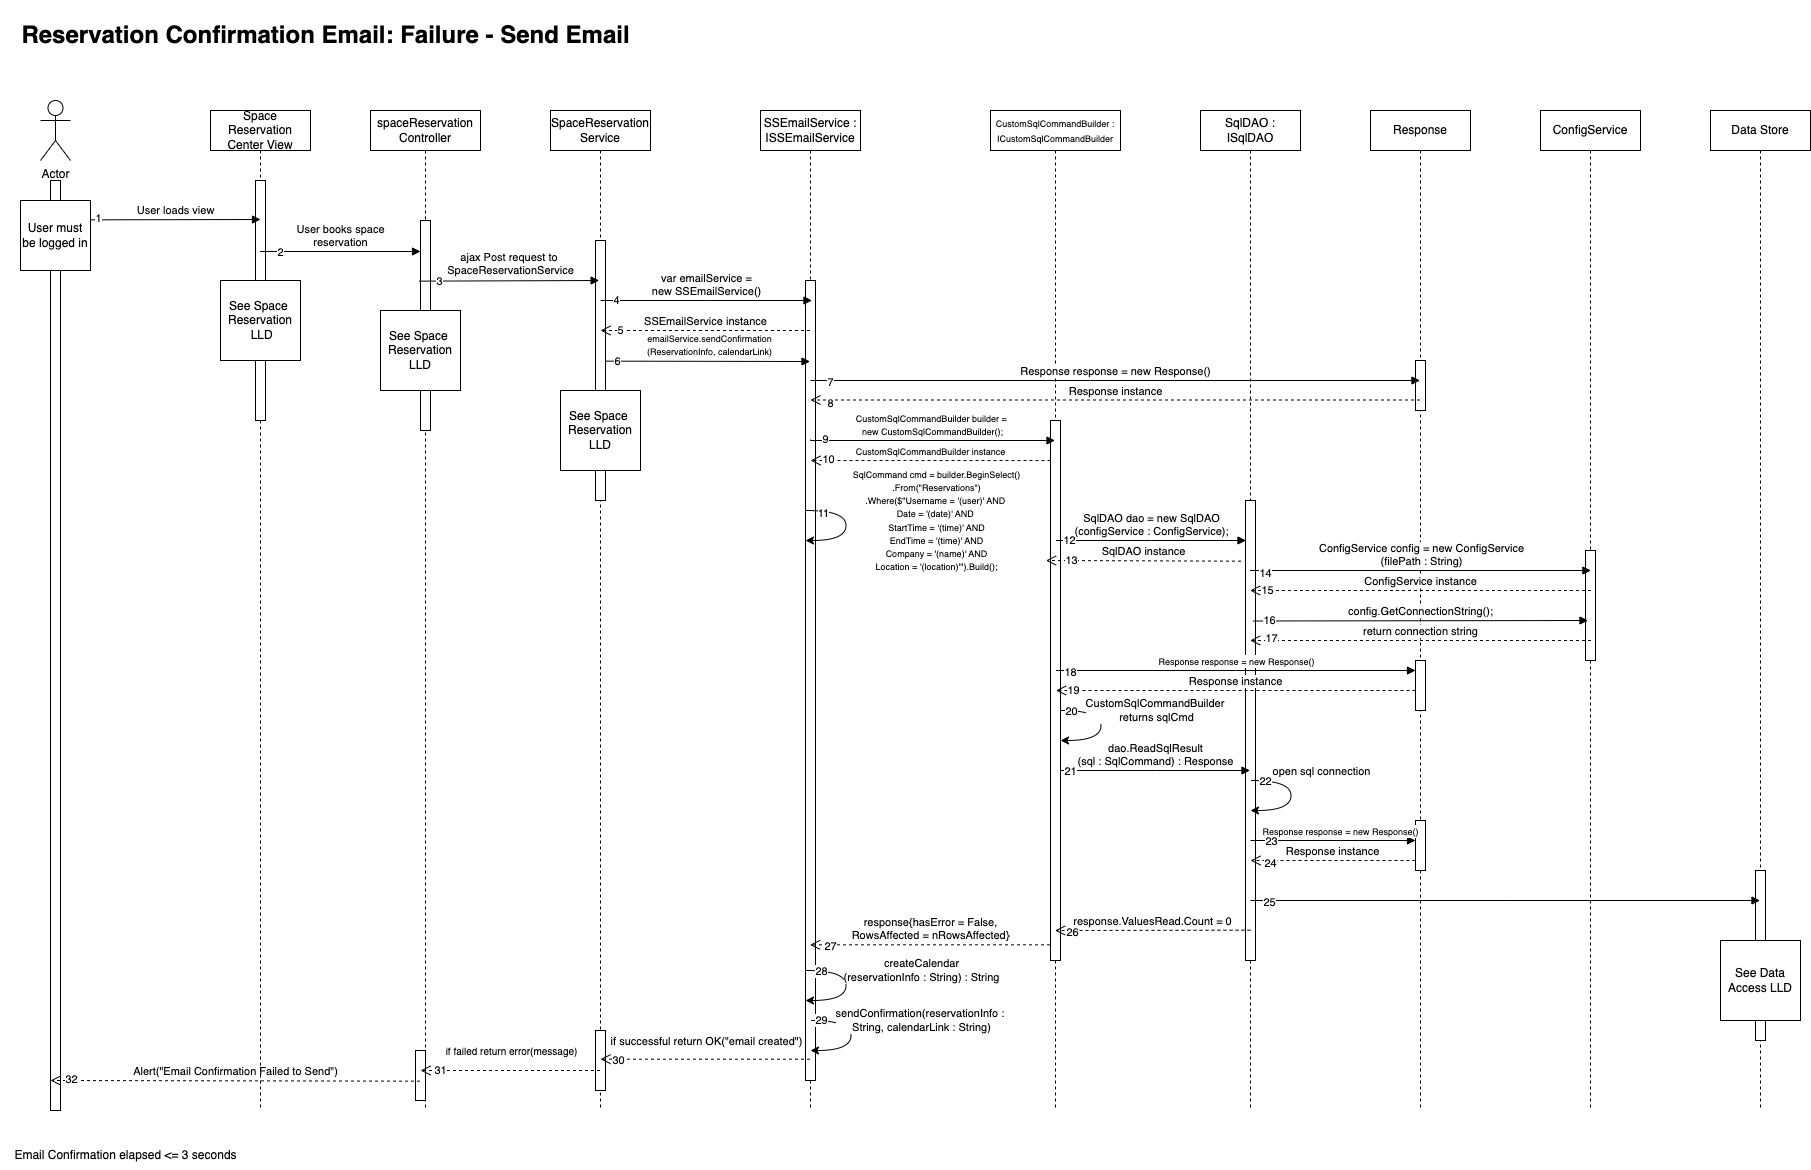 Reservation Confirmation Email: Failure - Send Email
Actor
Space
Reservation
Center View
spaceReservation
Controller
SpaceReservation
Service
SSEmailService :
ISSEmailService
CustomSqlCommandBuilder :
ICustomSqlCommandBuilder
SqlDAO :
ISqlDAO
Response
ConfigService
Data Store
User must
be logged in
1
User loads view
2
User books space
reservation
3
ajax Post request to
SpaceReservationService
See Space
Reservation
LLD
See Space
Reservation
LLD
See Space
Reservation
LLD
4
var emailService =
new SSEmailService()
5
SSEmailService instance
6
emailService.sendConfirmation
(ReservationInfo, calendarLink)
7
Response response = new Response()
8
Response instance
9
CustomSqlCommandBuilder builder =
new CustomSqlCommandBuilder();
10
CustomSqlCommandBuilder instance
11
SqlCommand cmd = builder.BeginSelect()
.From("Reservations")
.Where($"Username = '(user)' AND
Date = '(date)' AND
StartTime = '(time)' AND
EndTime = '(time)' AND
Company = '(name)' AND
Location = '(location)'").Build();
12
SqlDAO dao = new SqlDAO
(configService : ConfigService);
13
SqlDAO instance
14
ConfigService config = new ConfigService
(filePath : String)
15
ConfigService instance
16
config.GetConnectionString();
17
return connection string
18
Response response = new Response()
19
Response instance
20
CustomSqlCommandBuilder
returns sqlCmd
21
dao.ReadSqlResult
(sql : SqlCommand) : Response
22
open sql connection
23
Response response = new Response()
24
Response instance
25
See Data
Access LLD
26
response.ValuesRead.Count = 0
27
response{hasError = False,
RowsAffected = nRowsAffected}
28
createCalendar
(reservationInfo : String) : String
29
sendConfirmation(reservationInfo :
String, calendarLink : String)
30
if successful return OK("email created")
31
if failed return error(message)
32
Alert("Email Confirmation Failed to Send")
Email Confirmation elapsed <= 3 seconds